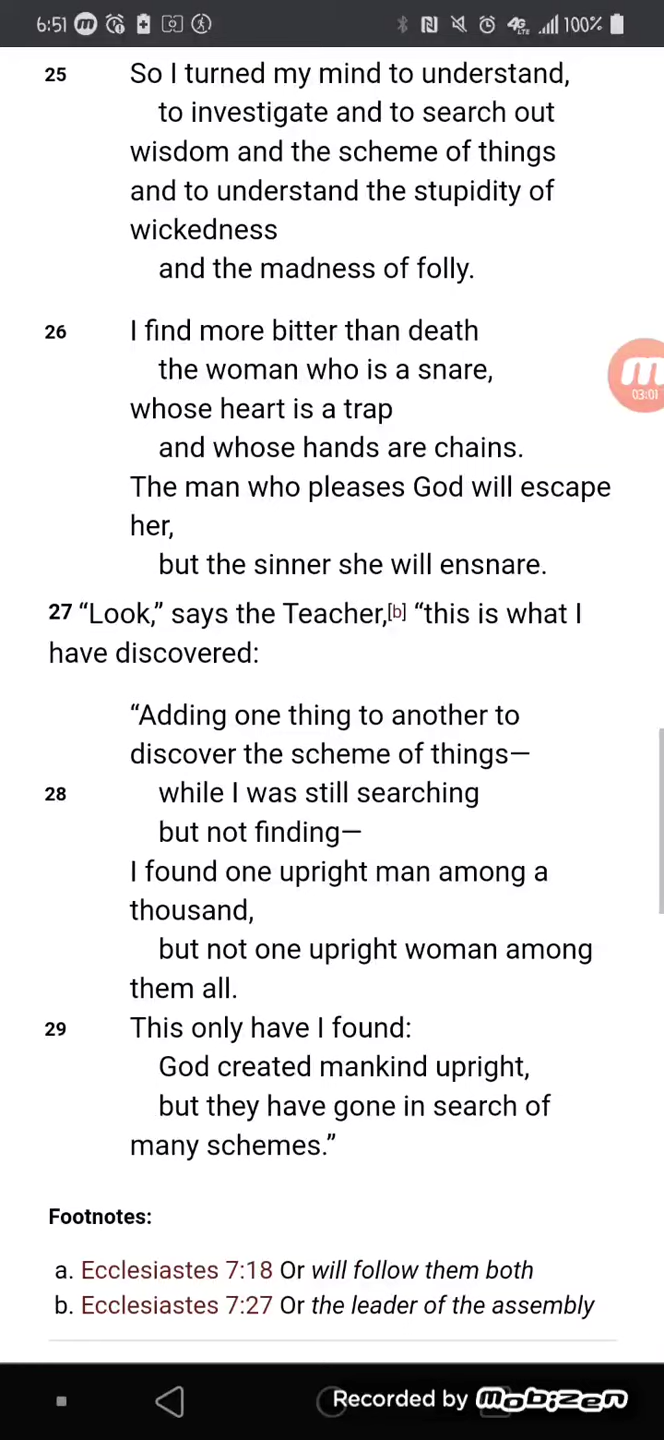 6:51 4G LTE 100%
25 So I turned my mind to understand,
to investigate and to search out
wisdom and the scheme of things
and to understand the stupidity of
wickedness
and the madness of folly.
26 I find more bitter than death
the woman who is a snare,
03:01
whose heart is a trap
and whose hands are chains.
The man who pleases God will escape
her,
but the sinner she will ensnare.
27 “Look,” says the Teacher,[b] “this is what I
have discovered:
“Adding one thing to another to
discover the scheme of things—
28 while I was still searching
but not finding—
I found one upright man among a
thousand,
but not one upright woman among
them all.
29 This only have I found:
God created mankind upright,
but they have gone in search of
many schemes.”
Footnotes:
a. Ecclesiastes 7:18 Or will follow them both
b. Ecclesiastes 7:27 Or the leader of the assembly
Recorded by mobizen